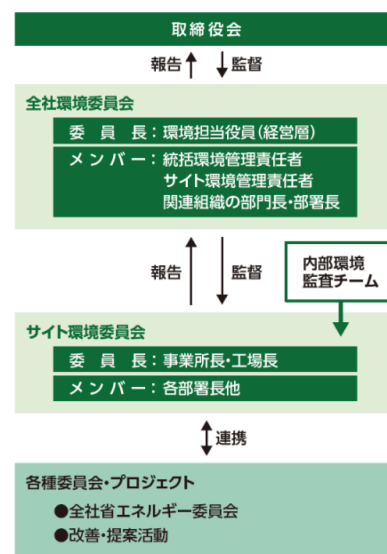 取締役会
報告 監督
全社環境委員会
委員長：環境担当役員（経営層）
メンバー：統括環境管理責任者
サイト環境管理責任者
関連組織の部門長・部署長
報告 監督
内部環境
監査チーム
サイト環境委員会
委員長：事業所長・工場長
メンバー：各部署長他
連携
各種委員会・プロジェクト
●全社省エネルギー委員会
●改善・提案活動